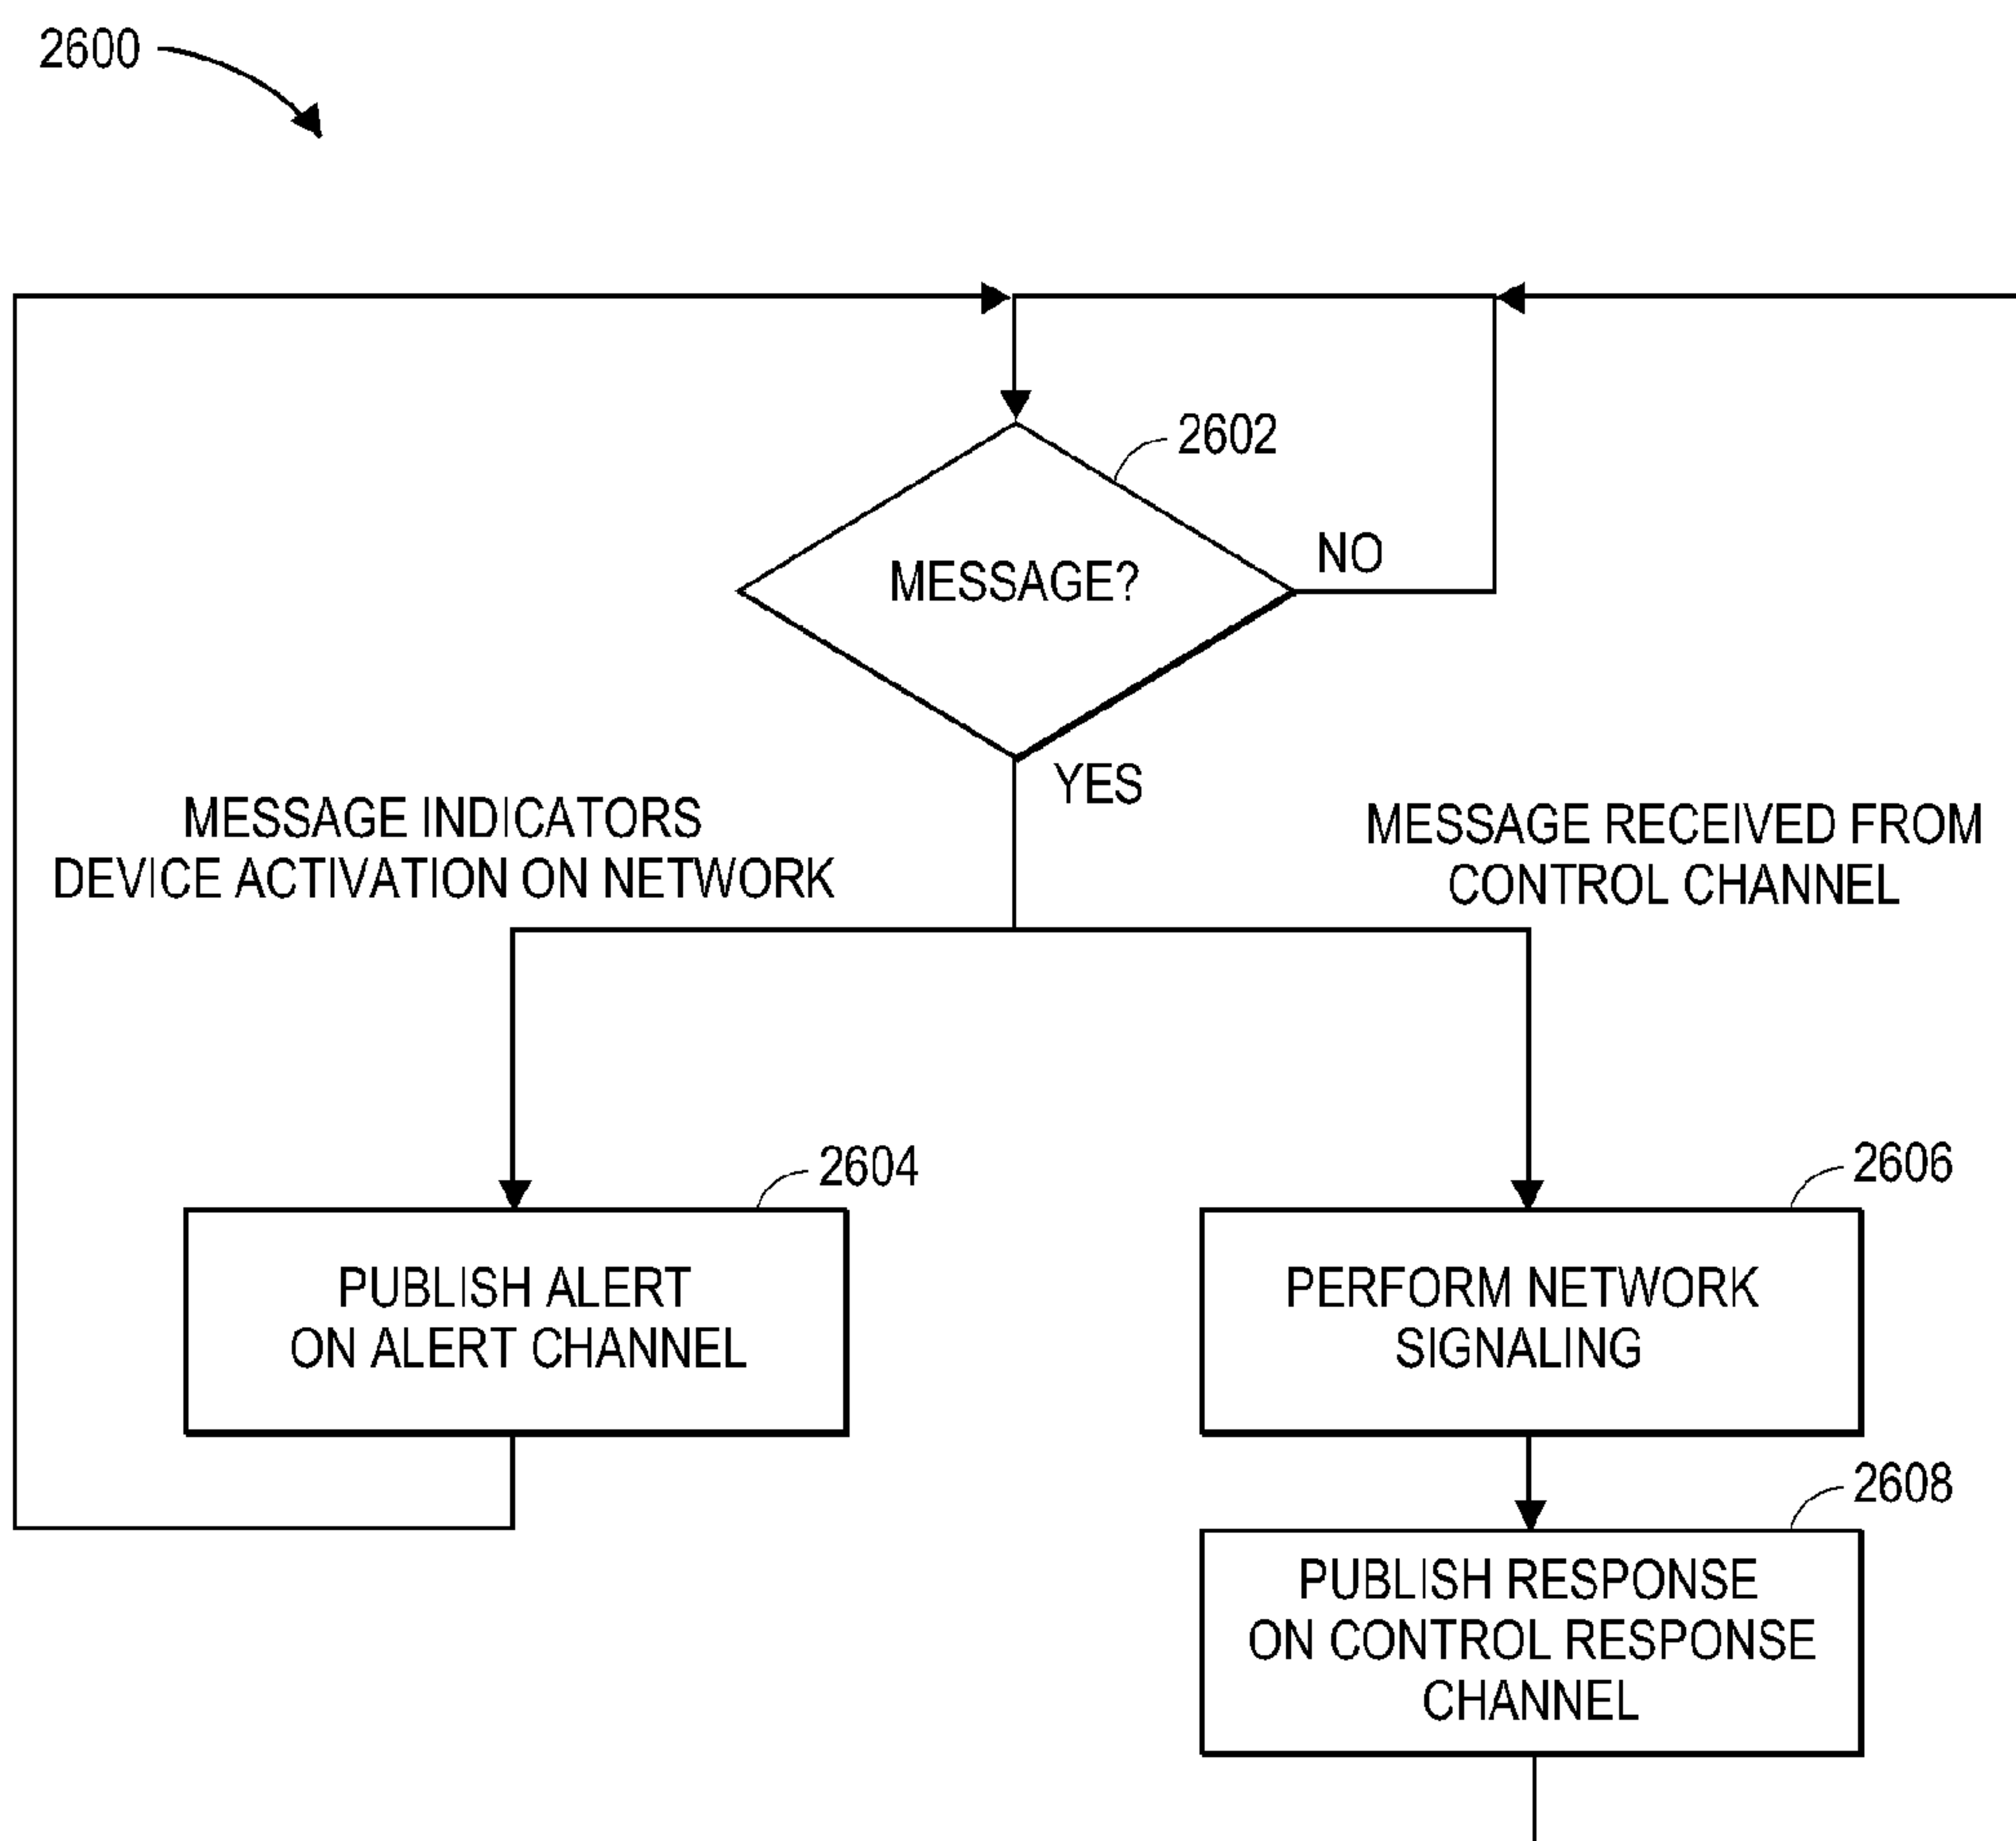 2600
2602
MESSAGE?
NO
YES
MESSAGE INDICATORS
DEVICE ACTIVATION ON NETWORK
MESSAGE RECEIVED FROM
CONTROL CHANNEL
2604
PUBLISH ALERT
ON ALERT CHANNEL
2606
PERFORM NETWORK
SIGNALING
2608
PUBLISH RESPONSE
ON CONTROL RESPONSE
CHANNEL